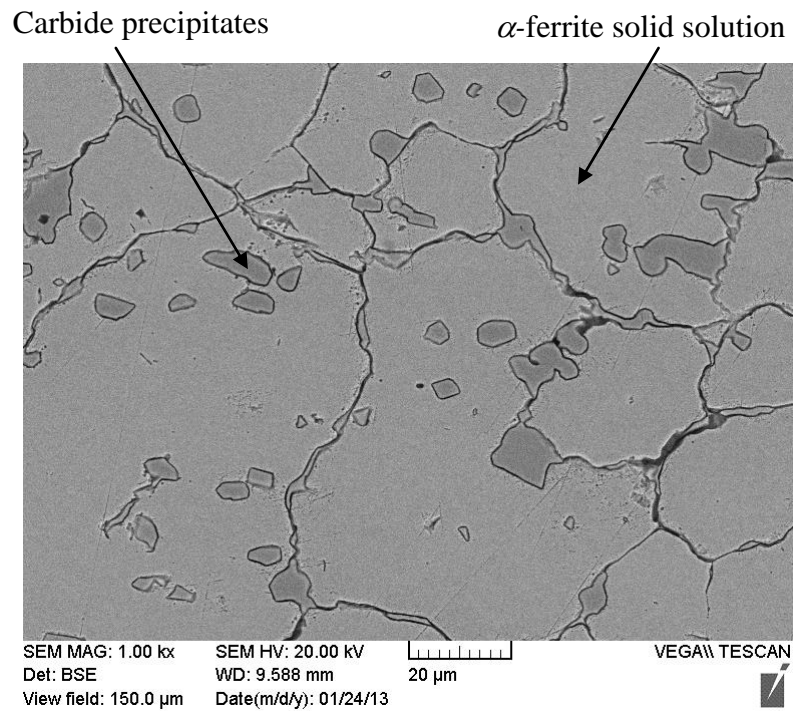 Carbide precipitates
α-ferrite solid solution
SEM MAG: 1.00 kx SEM HV: 20.00 kV VEGA\\ TESCAN
Det: BSE WD: 9.588 mm 20 μm
View field: 150.0 μm Date(m/d/y): 01/24/13